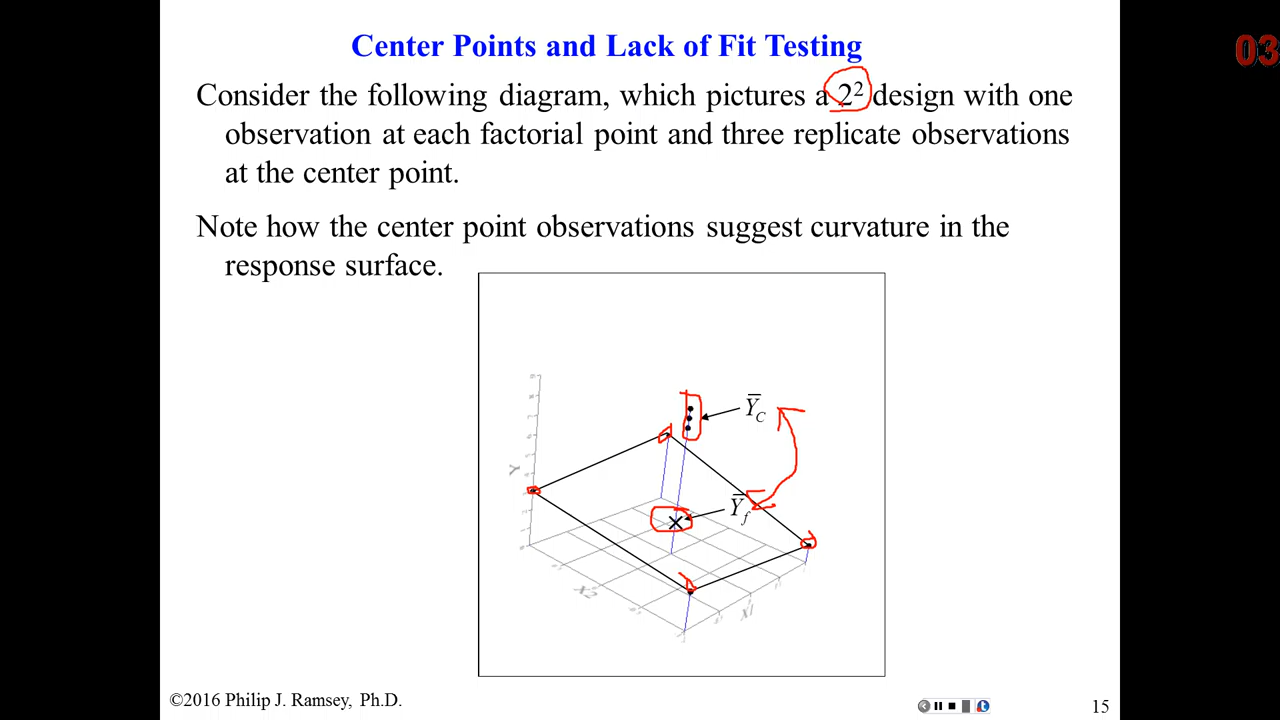 Center Points and Lack of Fit Testing
03
Consider the following diagram, which pictures a 2² design with one
observation at each factorial point and three replicate observations
at the center point.
Note how the center point observations suggest curvature in the
response surface.
Y̅C
Y
Y̅f
X2
X1
©2016 Philip J. Ramsey, Ph.D.
15